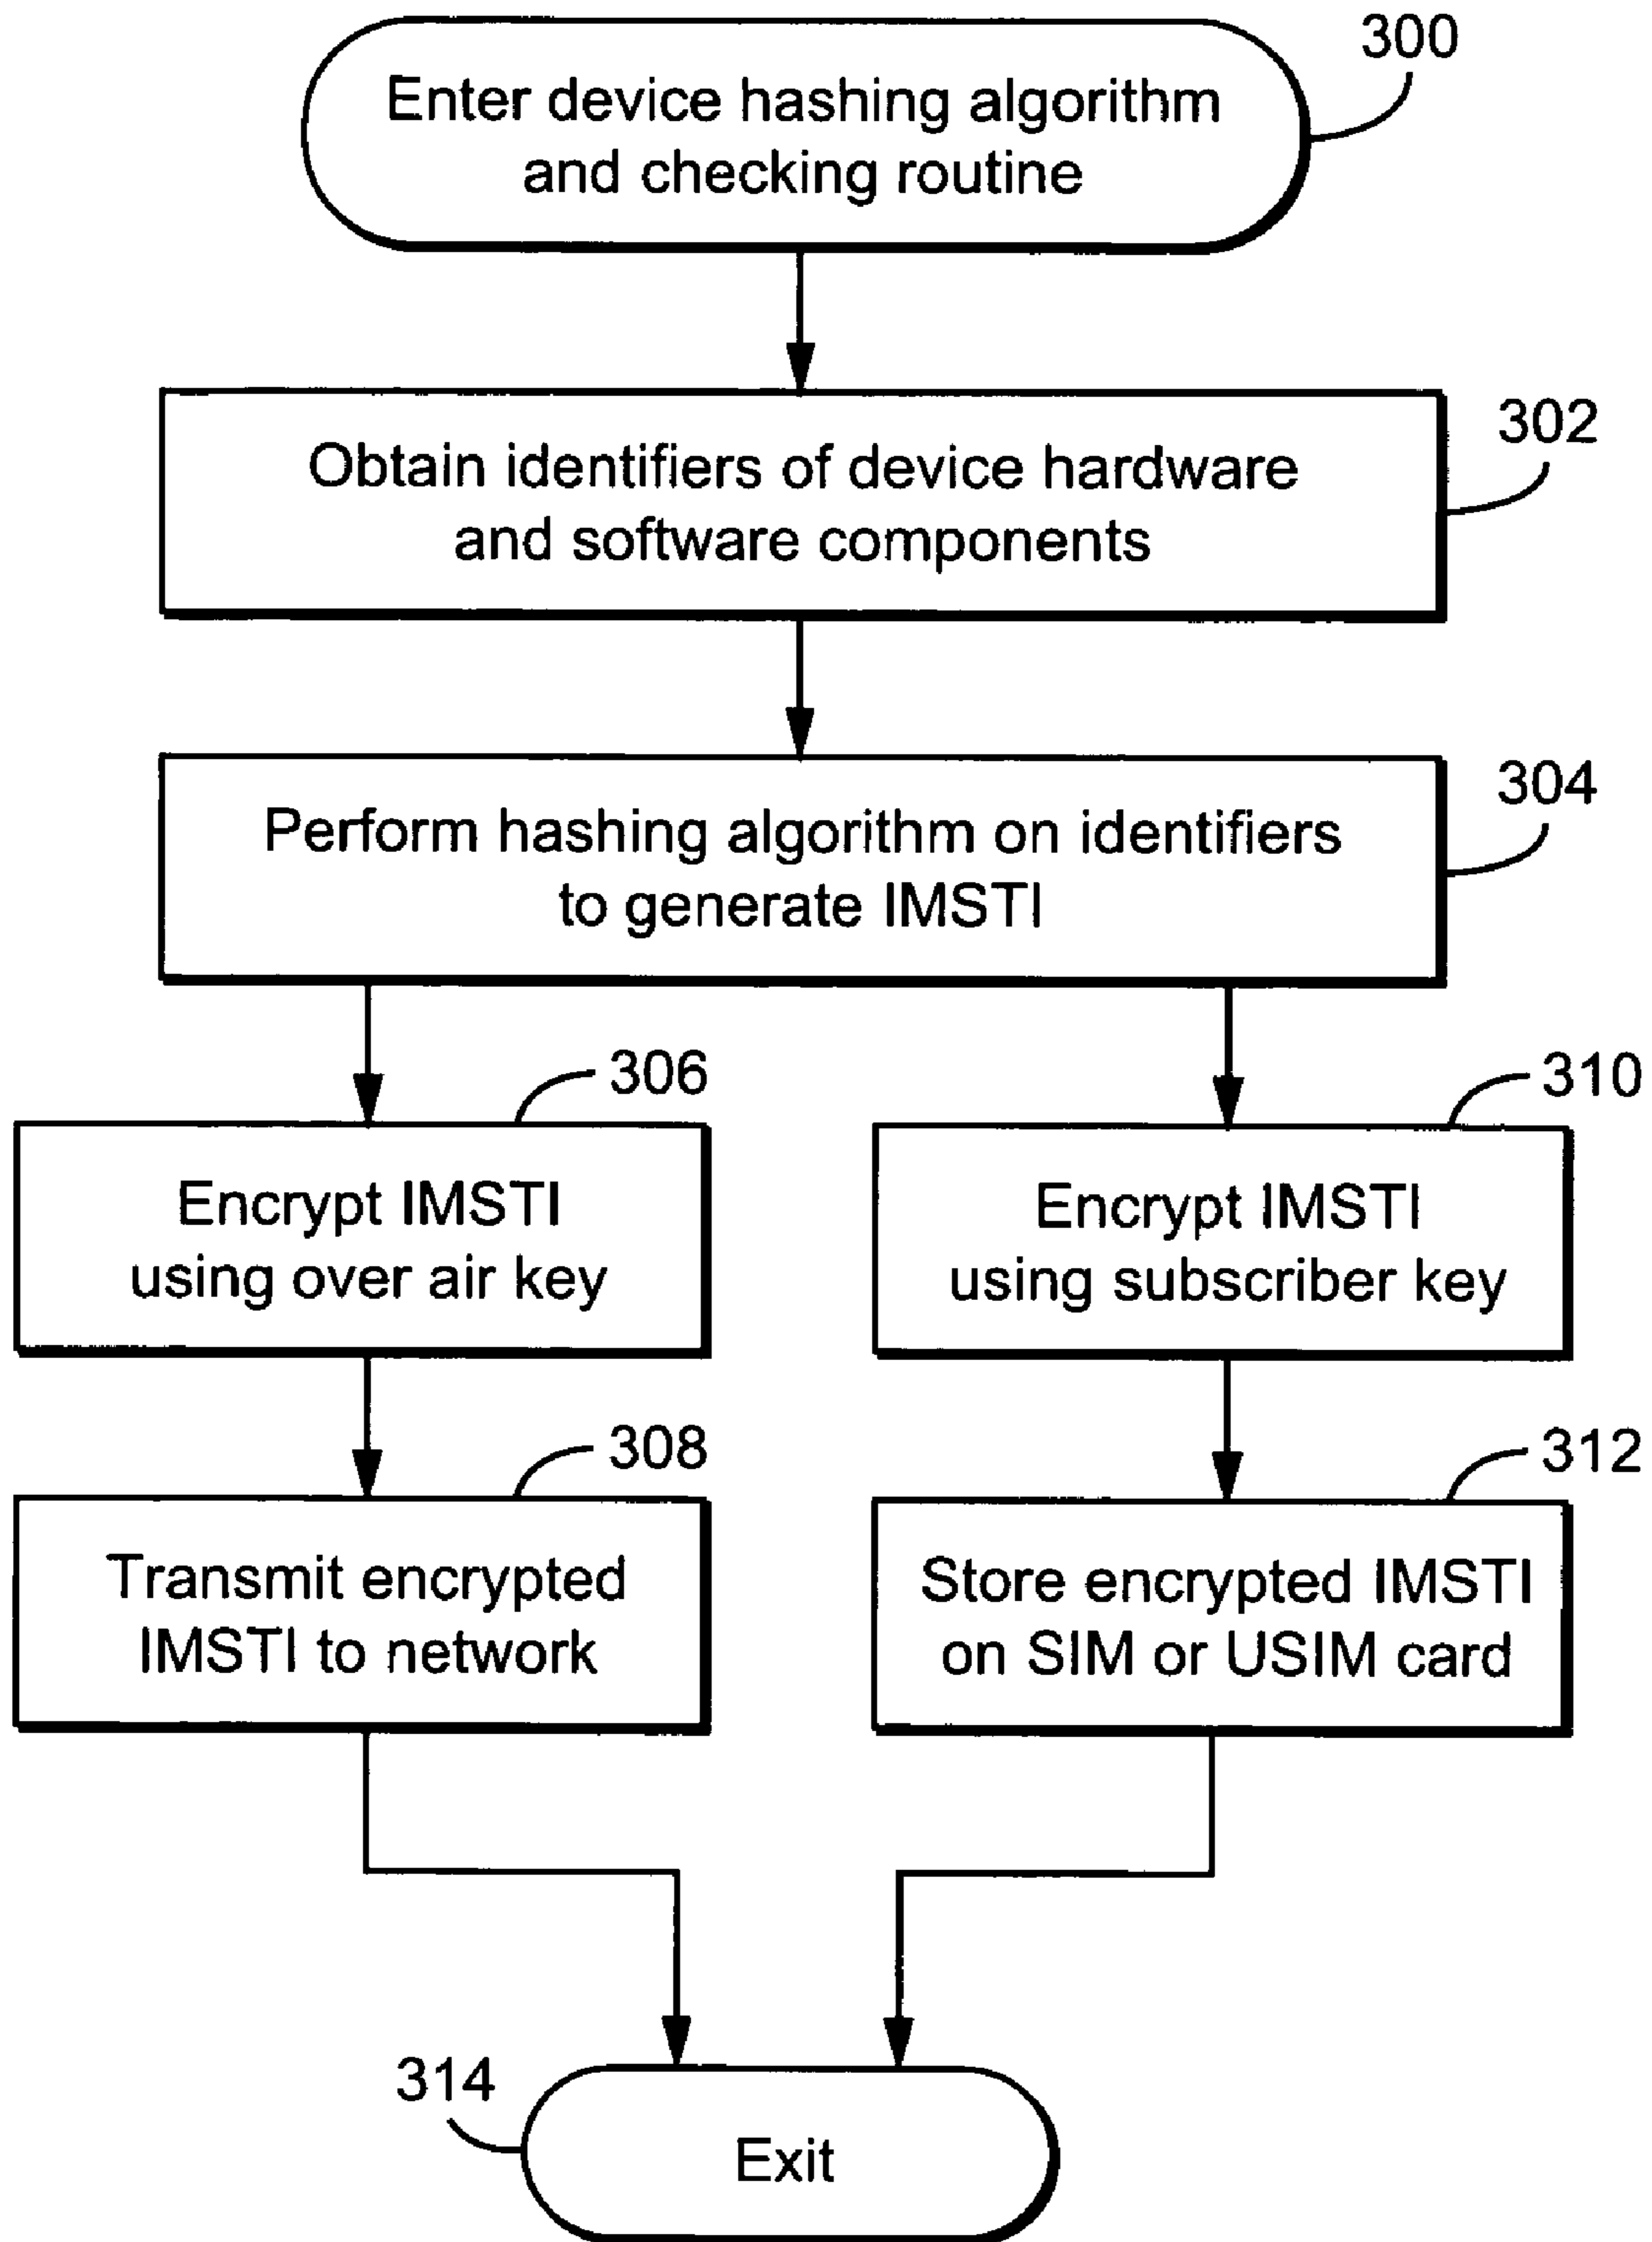 300
Enter device hashing algorithm
and checking routine
302
Obtain identifiers of device hardware
and software components
304
Perform hashing algorithm on identifiers
to generate IMSTI
306
Encrypt IMSTI
using over air key
310
Encrypt IMSTI
using subscriber key
308
Transmit encrypted
IMSTI to network
312
Store encrypted IMSTI
on SIM or USIM card
314
Exit